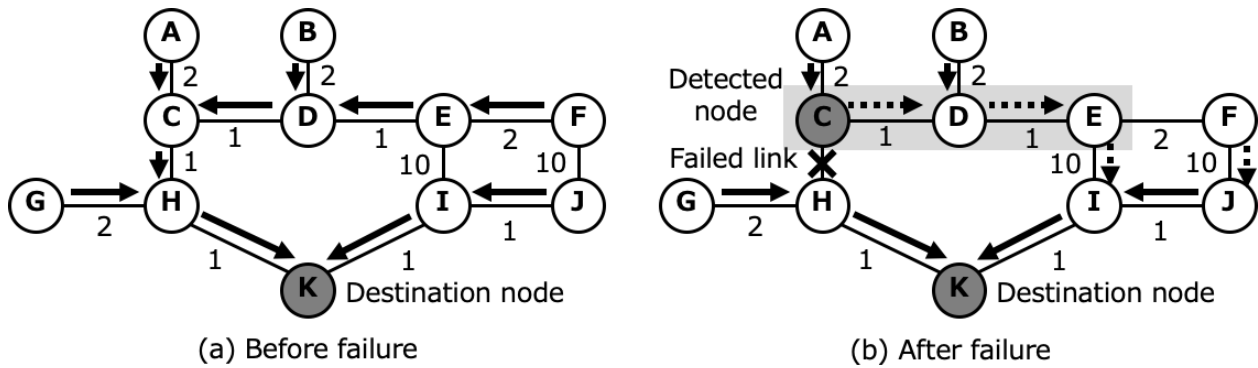 A B
2 2
C D E F
1 1 2
1 10 10
G H I J
2 1
1 1
K Destination node
(a) Before failure
A B
Detected node
2 2
C D E F
1 1 2
Failed link 10 10
G H I J
2 1
1 1
K Destination node
(b) After failure